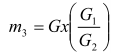 m₃ = Gx(G₁/G₂)